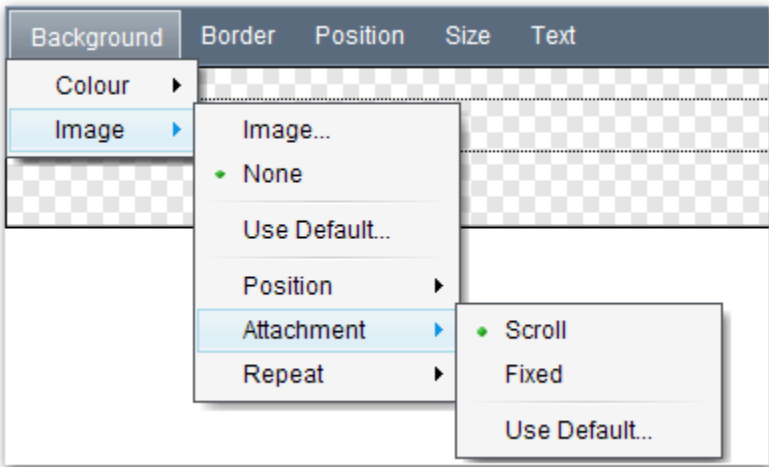 Background Border Position Size Text
Colour
Image
Image...
None
Use Default...
Position
Attachment
Repeat
Scroll
Fixed
Use Default...